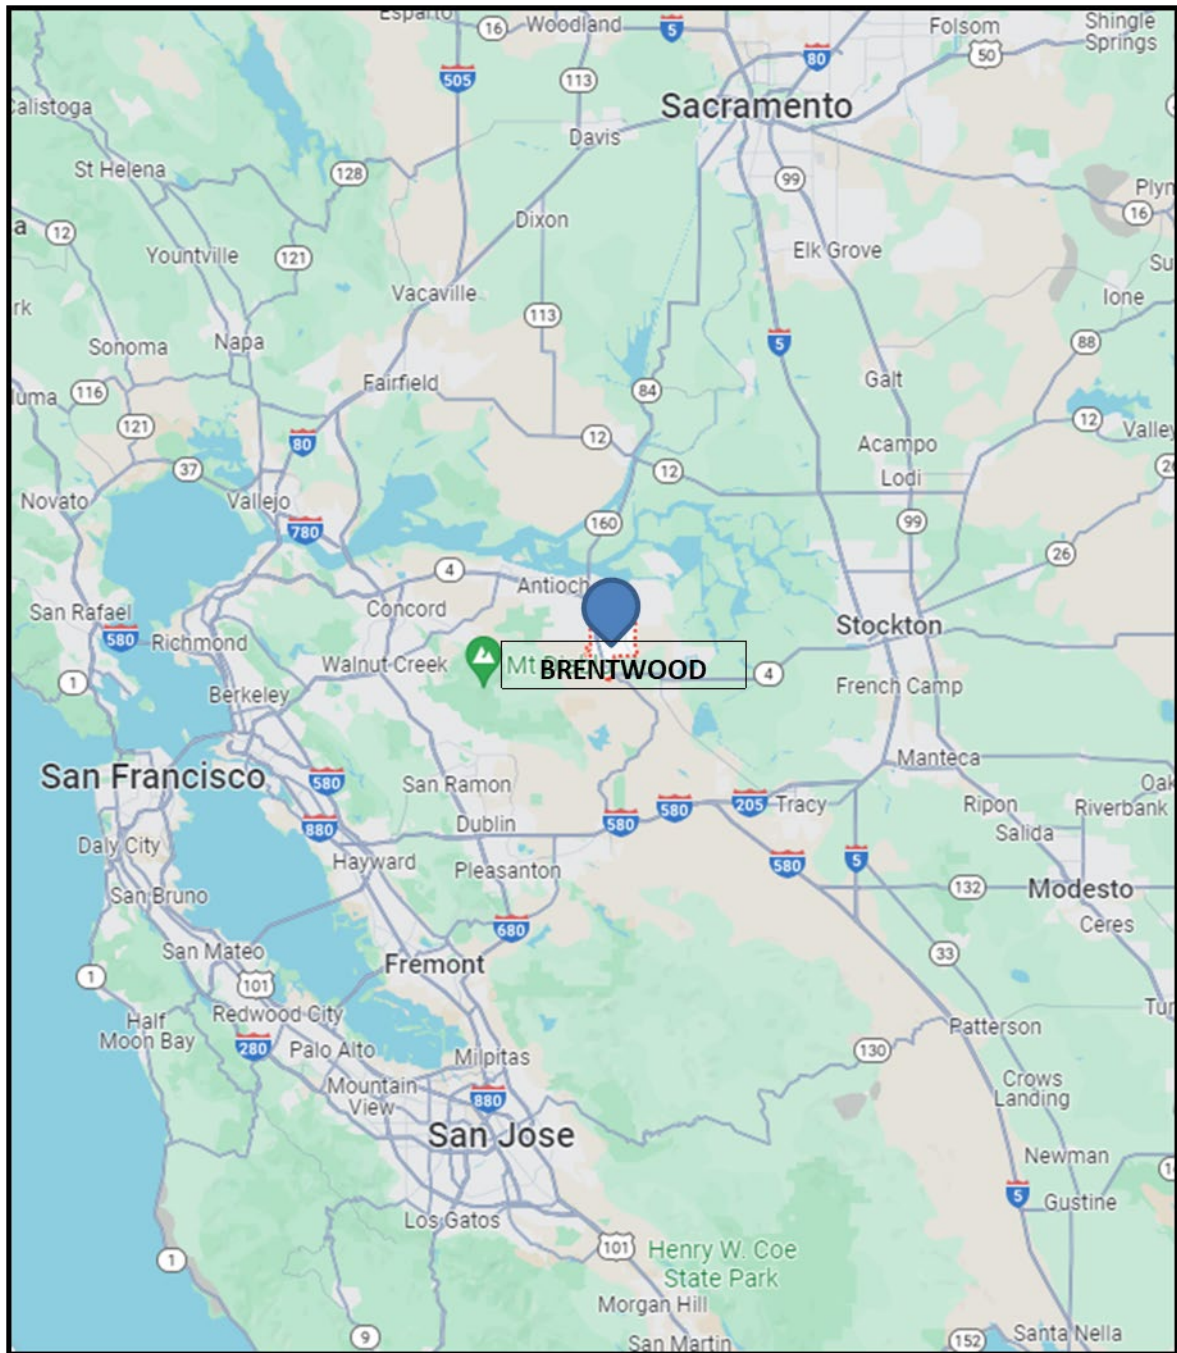 Esparto
16
Woodland
5
Folsom
Shingle
Springs
50
80
505
113
Calistoga
Sacramento
Davis
St Helena
128
99
Plyn
16
a
12
Dixon
Yountville
121
Elk Grove
Su
Vacaville
Ione
rk
113
Sonoma
Napa
5
88
Fairfield
Galt
luma
116
84
121
12
Valley
80
12
Acampo
37
12
Lodi
26
Novato
Vallejo
780
160
99
26
4
Antioch
San Rafael
Concord
580
Richmond
Stockton
Walnut Creek
Mt
BRENTWOOD
4
1
Berkeley
French Camp
Manteca
San Francisco
580
San Ramon
Oak
580
205
Tracy
Ripon
Riverbank
880
Dublin
580
Salida
Daly City
Hayward
Pleasanton
580
5
San Bruno
132
Modesto
680
Ceres
San Mateo
Fremont
33
1
101
Redwood City
Tur
Half
Moon Bay
280
Palo Alto
Milpitas
130
Patterson
Mountain
View
880
Crows
Landing
San Jose
Newman
5
Gustine
Los Gatos
101
Henry W. Coe
State Park
1
Morgan Hill
9
San Martin
152
Santa Nella